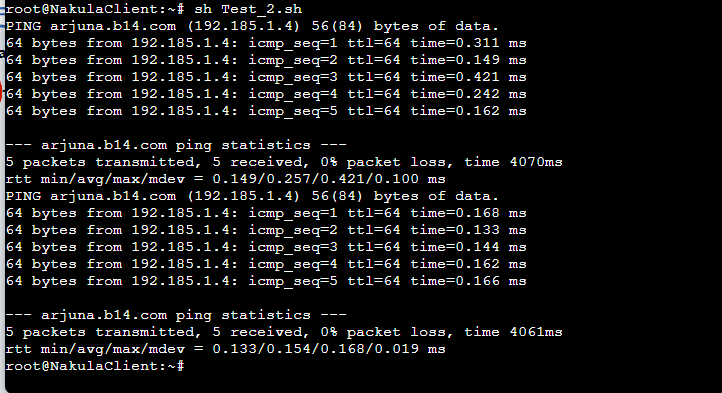 root@NakulaClient:~# sh Test_2.sh
PING arjuna.b14.com (192.185.1.4) 56(84) bytes of data.
64 bytes from 192.185.1.4: icmp_seq=1 ttl=64 time=0.311 ms
64 bytes from 192.185.1.4: icmp_seq=2 ttl=64 time=0.149 ms
64 bytes from 192.185.1.4: icmp_seq=3 ttl=64 time=0.421 ms
64 bytes from 192.185.1.4: icmp_seq=4 ttl=64 time=0.242 ms
64 bytes from 192.185.1.4: icmp_seq=5 ttl=64 time=0.162 ms

--- arjuna.b14.com ping statistics ---
5 packets transmitted, 5 received, 0% packet loss, time 4070ms
rtt min/avg/max/mdev = 0.149/0.257/0.421/0.100 ms
PING arjuna.b14.com (192.185.1.4) 56(84) bytes of data.
64 bytes from 192.185.1.4: icmp_seq=1 ttl=64 time=0.168 ms
64 bytes from 192.185.1.4: icmp_seq=2 ttl=64 time=0.133 ms
64 bytes from 192.185.1.4: icmp_seq=3 ttl=64 time=0.144 ms
64 bytes from 192.185.1.4: icmp_seq=4 ttl=64 time=0.162 ms
64 bytes from 192.185.1.4: icmp_seq=5 ttl=64 time=0.166 ms

--- arjuna.b14.com ping statistics ---
5 packets transmitted, 5 received, 0% packet loss, time 4061ms
rtt min/avg/max/mdev = 0.133/0.154/0.168/0.019 ms
root@NakulaClient:~#